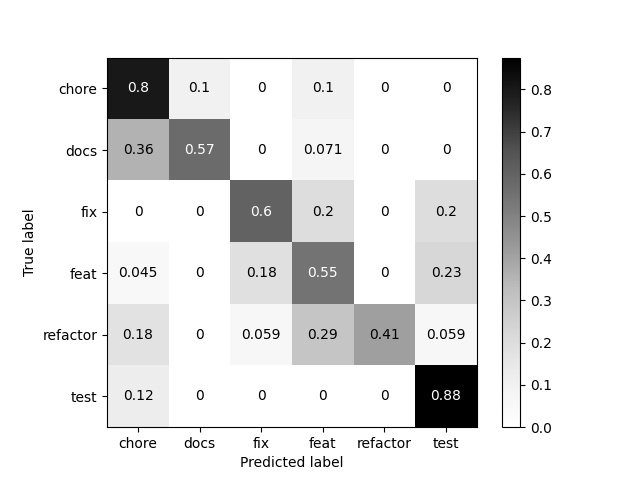 chore 0.8 0.1 0 0.1 0 0
docs 0.36 0.57 0 0.071 0 0
fix 0 0 0.6 0.2 0 0.2
feat 0.045 0 0.18 0.55 0 0.23
refactor 0.18 0 0.059 0.29 0.41 0.059
test 0.12 0 0 0 0 0.88
chore docs fix feat refactor test
Predicted label
True label
0.8
0.7
0.6
0.5
0.4
0.3
0.2
0.1
0.0